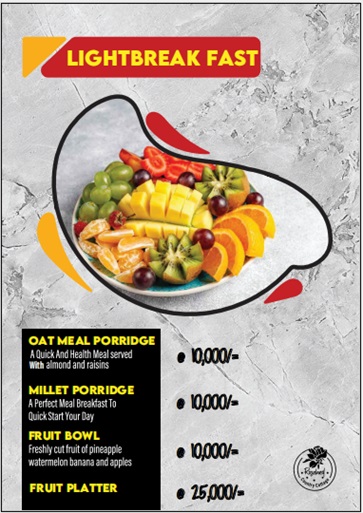 LIGHTBREAK FAST
OAT MEAL PORRIDGE
A Quick And Health Meal served
With almond and raisins
10,000/=
MILLET PORRIDGE
A Perfect Meal Breakfast To
Quick Start Your Day
10,000/=
FRUIT BOWL
Freshly cut fruit of pineapple
watermelon banana and apples
10,000/=
FRUIT PLATTER
25,000/=
Country Cottage